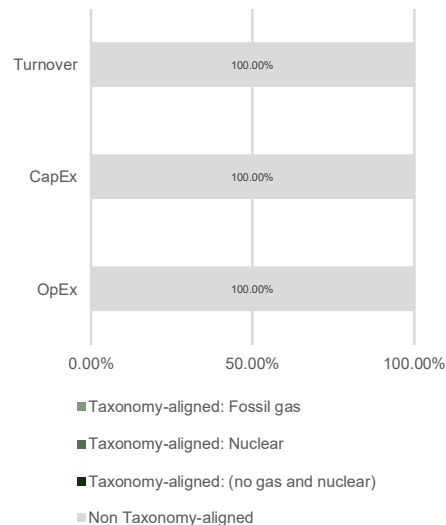 Turnover
100.00%
CapEx
100.00%
OpEx
100.00%
0.00% 50.00% 100.00%
Taxonomy-aligned: Fossil gas
Taxonomy-aligned: Nuclear
Taxonomy-aligned: (no gas and nuclear)
Non Taxonomy-aligned